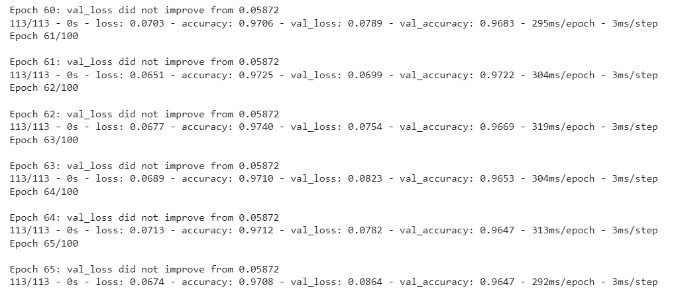 Epoch 60: val_loss did not improve from 0.05872
113/113 - 0s - loss: 0.0703 - accuracy: 0.9706 - val_loss: 0.0789 - val_accuracy: 0.9683 - 295ms/epoch - 3ms/step
Epoch 61/100
Epoch 61: val_loss did not improve from 0.05872
113/113 - 0s - loss: 0.0651 - accuracy: 0.9725 - val_loss: 0.0699 - val_accuracy: 0.9722 - 304ms/epoch - 3ms/step
Epoch 62/100
Epoch 62: val_loss did not improve from 0.05872
113/113 - 0s - loss: 0.0677 - accuracy: 0.9740 - val_loss: 0.0754 - val_accuracy: 0.9669 - 319ms/epoch - 3ms/step
Epoch 63/100
Epoch 63: val_loss did not improve from 0.05872
113/113 - 0s - loss: 0.0689 - accuracy: 0.9710 - val_loss: 0.0823 - val_accuracy: 0.9653 - 304ms/epoch - 3ms/step
Epoch 64/100
Epoch 64: val_loss did not improve from 0.05872
113/113 - 0s - loss: 0.0713 - accuracy: 0.9712 - val_loss: 0.0782 - val_accuracy: 0.9647 - 313ms/epoch - 3ms/step
Epoch 65/100
Epoch 65: val_loss did not improve from 0.05872
113/113 - 0s - loss: 0.0674 - accuracy: 0.9708 - val_loss: 0.0864 - val_accuracy: 0.9647 - 292ms/epoch - 3ms/step